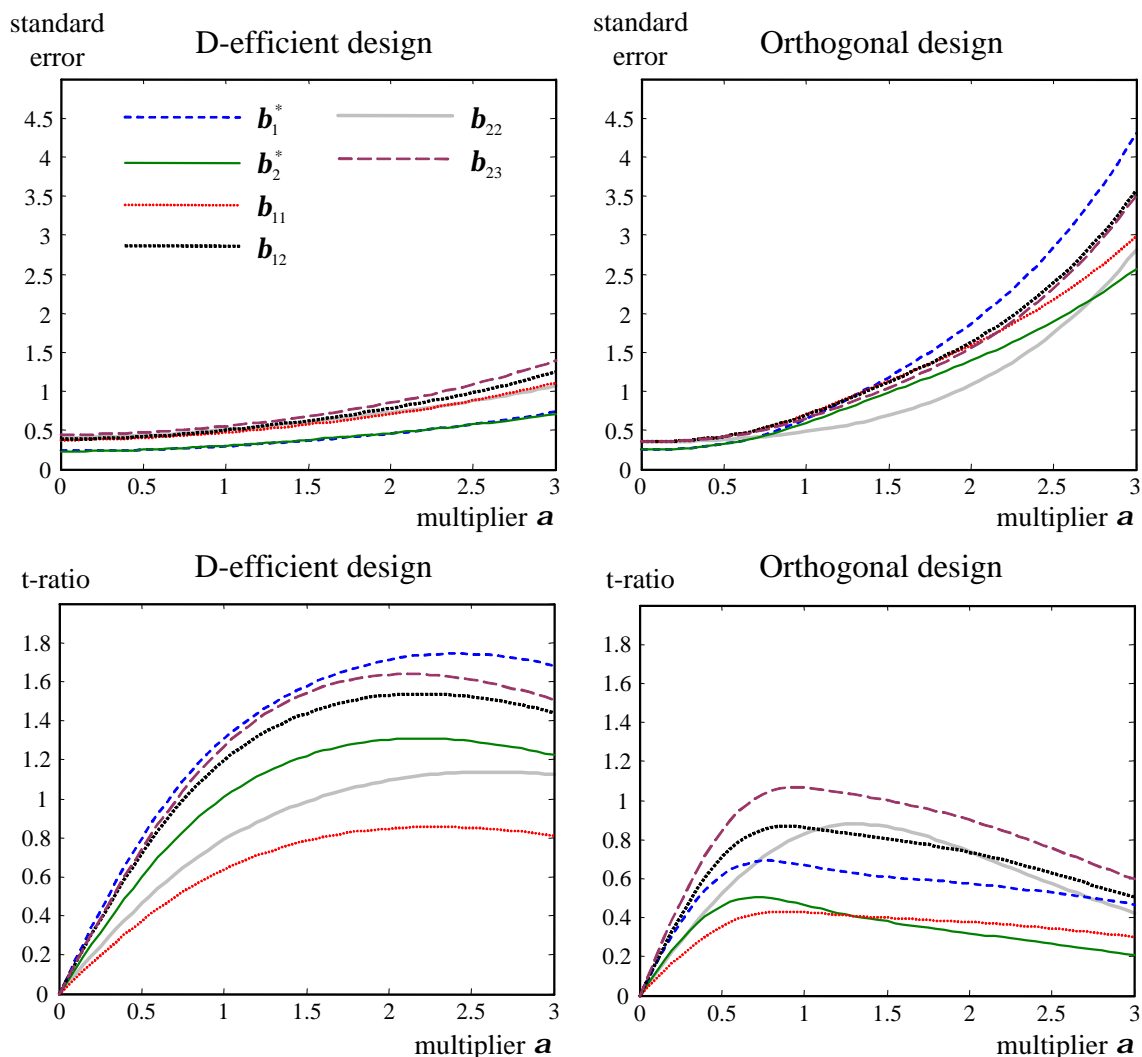 standard error
D-efficient design
4.5
4
3.5
3
2.5
2
1.5
1
0.5
0
b*1
b*2
b11
b12
b22
b23
0 0.5 1 1.5 2 2.5 3
multiplier a
standard error
Orthogonal design
4.5
4
3.5
3
2.5
2
1.5
1
0.5
0
0 0.5 1 1.5 2 2.5 3
multiplier a
t-ratio
D-efficient design
1.8
1.6
1.4
1.2
1
0.8
0.6
0.4
0.2
0
0 0.5 1 1.5 2 2.5 3
multiplier a
t-ratio
Orthogonal design
1.8
1.6
1.4
1.2
1
0.8
0.6
0.4
0.2
0
0 0.5 1 1.5 2 2.5 3
multiplier a